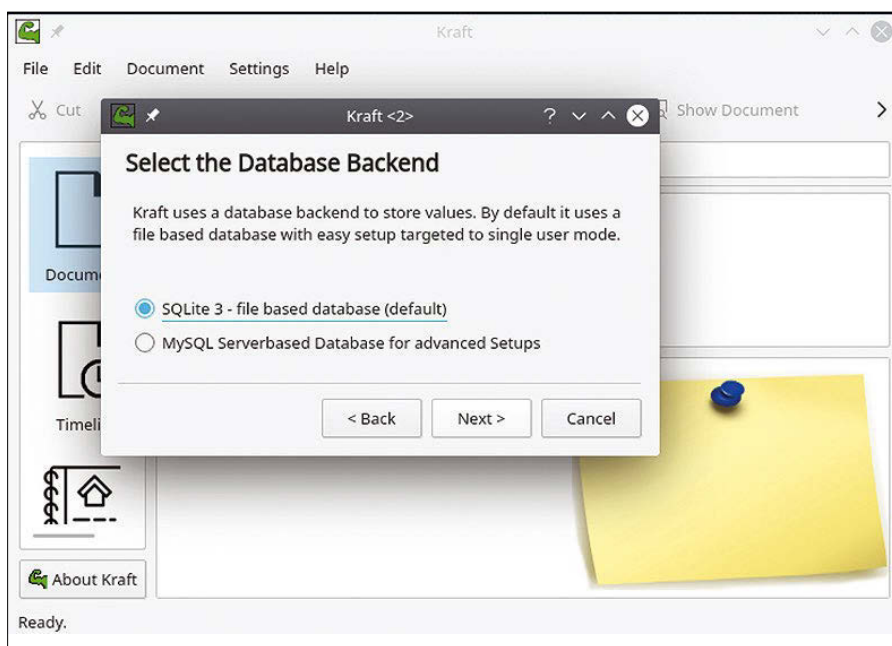 Kraft
File Edit Document Settings Help
Cut
Show Document
Kraft <2>
Select the Database Backend
Kraft uses a database backend to store values. By default it uses a
file based database with easy setup targeted to single user mode.
SQLite 3 - file based database (default)
MySQL Serverbased Database for advanced Setups
< Back Next > Cancel
About Kraft
Ready.